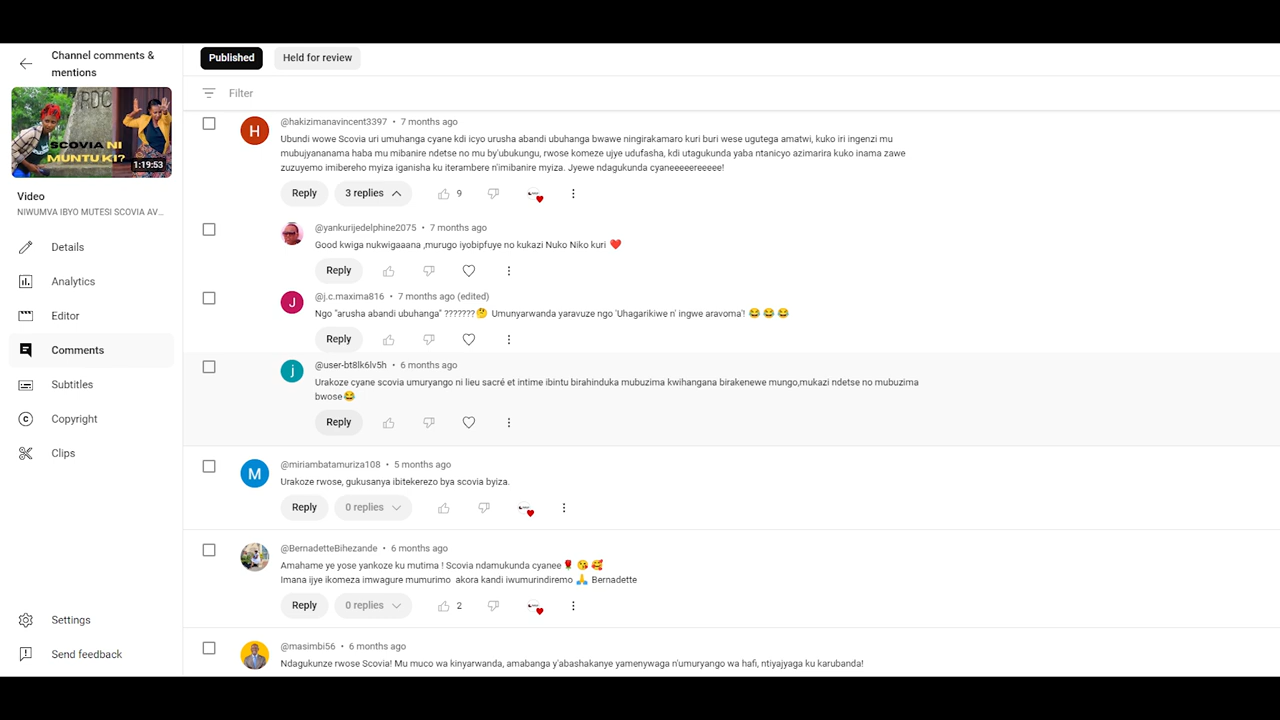 Channel comments &
mentions
RDC
SCOVIA NI
MUNTU KI?
1:19:53
Video
NIWUMVA IBYO MUTESI SCOVIA AV...
Details
Analytics
Editor
Comments
Subtitles
Copyright
Clips
Settings
Send feedback
Published Held for review
Filter
@hakizimanavincent3397 • 7 months ago
Ubundi wowe Scovia uri umuhanga cyane kdi icyo urusha abandi ubuhanga bwawe ningirakamaro kuri buri wese ugutega amatwi, kuko iri ingenzi mu
mubujyananama haba mu mibanire ndetse no mu by'ubukungu, rwose komeze ujye udufasha, kdi utagukunda yaba ntanicyo azimarira kuko inama zawe
zuzuyemo imibereho myiza iganisha ku iterambere n'imibanire myiza. Jyewe ndagukunda cyaneeeeereeeee!
Reply 3 replies 9
@yankurijedelphine2075 • 7 months ago
Good kwiga nukwigaaana ,murugo iyobipfuye no kukazi Nuko Niko kuri ❤️
Reply
J
@j.c.maxima816 • 7 months ago (edited)
Ngo "arusha abandi ubuhanga" ???????🤔 Umunyarwanda yaravuze ngo 'Uhagarikiwe n' ingwe aravoma'! 😂 😂 😂
Reply
j
@user-bt8lk6lv5h • 6 months ago
Urakoze cyane scovia umuryango ni lieu sacré et intime ibintu birahinduka mubuzima kwihangana birakenewe mungo,mukazi ndetse no mubuzima
bwose😂
Reply
M
@miriambatamuriza108 • 5 months ago
Urakoze rwose, gukusanya ibitekerezo bya scovia byiza.
Reply 0 replies
@BernadetteBihezande • 6 months ago
Amahame ye yose yankoze ku mutima ! Scovia ndamukunda cyanee🌹 😘 🥰
Imana ijye ikomeza imwagure mumurimo akora kandi iwumurindiremo 🙏 Bernadette
Reply 0 replies 2
@masimbi56 • 6 months ago
Ndagukunze rwose Scovia! Mu muco wa kinyarwanda, amabanga y'abashakanye yamenywaga n'umuryango wa hafi, ntiyajyaga ku karubanda!
H